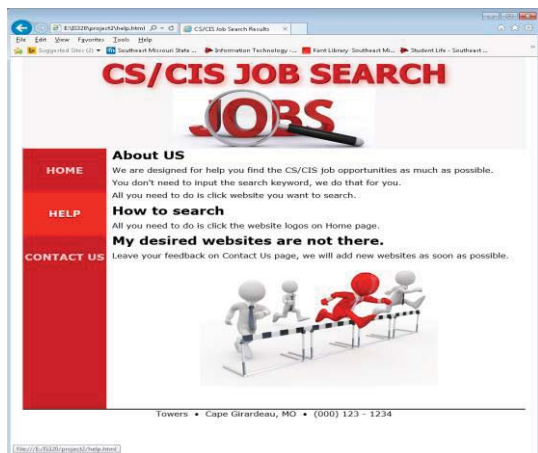 E:\IS320\project2\help.html
CS/CIS Job Search Results
File Edit View Favorites Tools Help
Suggested Sites (2) Southeast Missouri State ... Information Technology -... Kent Library Southeast Mi... Student Life - Southeast ...
CS/CIS JOB SEARCH
JOBS
HOME
HELP
CONTACT US
About US
We are designed for help you find the CS/CIS job opportunities as much as possible.
You don't need to input the search keyword, we do that for you.
All you need to do is click website you want to search.
How to search
All you need to do is click the website logos on Home page.
My desired websites are not there.
Leave your feedback on Contact Us page, we will add new websites as soon as possible.
Towers • Cape Girardeau, MO • (000) 123 - 1234
file:///E:/IS320/project2/help.html